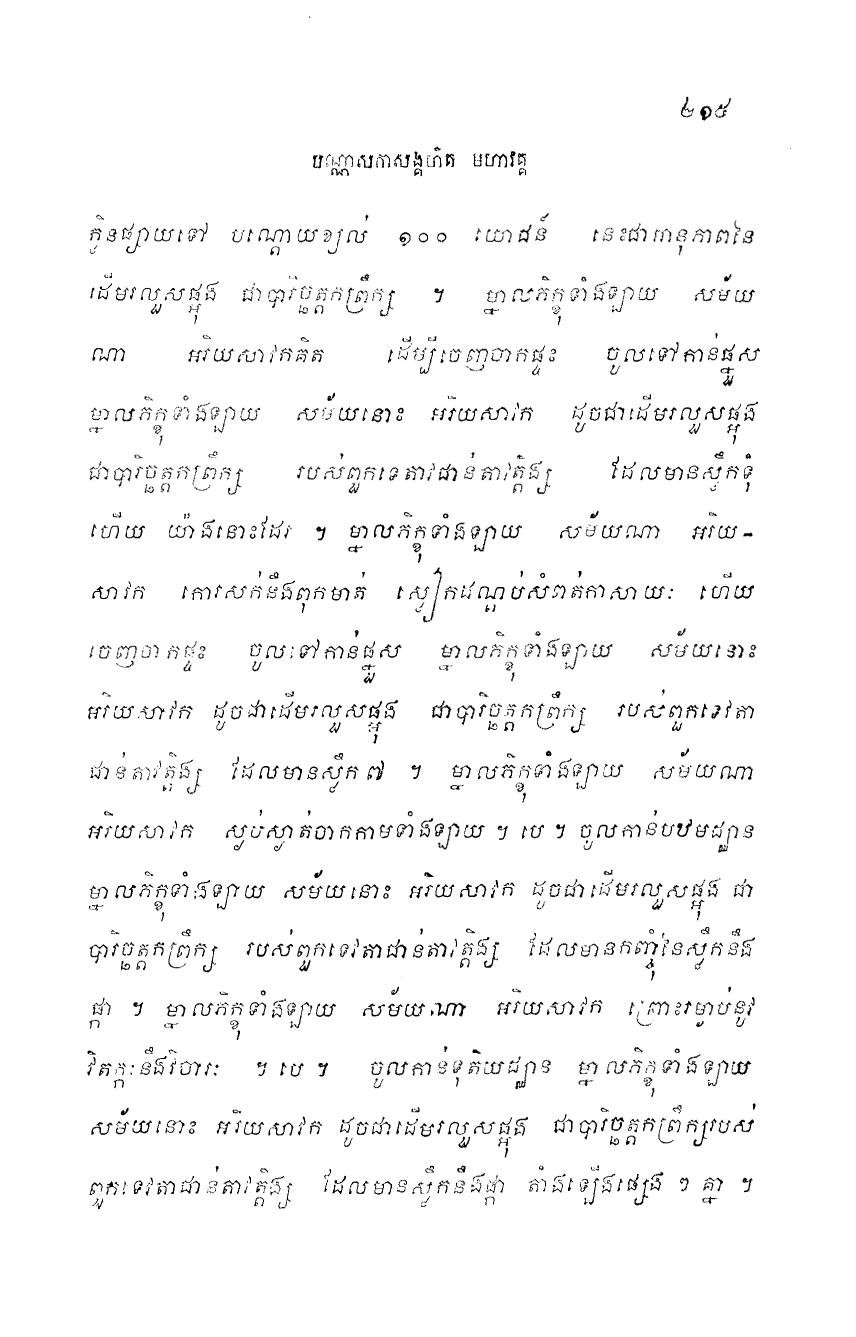 ២១៥
បណ្ណាសកាសង្គហិត មហាវគ្គ
ក្លិនផ្សាយទៅ បណ្ដោយខ្យល់ ១០០ យោជន៍ នេះជាអានុភាពនៃ
ដើមរលួសផ្អុង ជាបារិច្ឆត្តកព្រឹក្ស ។ ម្នាលភិក្ខុទាំងឡាយ សម័យ
ណា អរិយសាវកគិត ដើម្បីចេញចាកផ្ទះ ចូលទៅកាន់ផ្នួស
ម្នាលភិក្ខុទាំងឡាយ សម័យនោះ អរិយសាវក ដូចជាដើមរលួសផ្អុង
ជាបារិច្ឆត្តកព្រឹក្ស របស់ពួកទេតាវជាន់តាវត្តិង្ស ដែលមានស្លឹកទុំ
ហើយ យ៉ាងនោះដែរ ។ ម្នាលភិក្ខុទាំងឡាយ សម័យណា អរិយ-
សាវក កោរសក់នឹងពុកមាត់ ស្លៀកដណ្ដប់សំពត់កាសាយៈ ហើយ
ចេញចាកផ្ទះ ចូលទៅកាន់ផ្នួស ម្នាលភិក្ខុទាំងឡាយ សម័យនោះ
អរិយសាវក ដូចជាដើមរលួសផ្អុង ជាបារិច្ឆត្តកព្រឹក្ស របស់ពួកទេវតា
ជាន់តាវត្តិង្ស ដែលមានស្លឹក៧ ។ ម្នាលភិក្ខុទាំងឡាយ សម័យណា
អរិយសាវក ស្ងប់ស្ងាត់ចាកកាមទាំងឡាយ ។ បេ ។ ចូលកាន់បឋមជ្ឈាន
ម្នាលភិក្ខុទាំងឡាយ សម័យនោះ អរិយសាវក ដូចជាដើមរលួសផ្អុង ជា
បារិច្ឆត្តកព្រឹក្ស របស់ពួកទេវតាជាន់តាវត្តិង្ស ដែលមានកញ្ចុំនៃស្លឹកនឹង
ផ្កា ។ ម្នាលភិក្ខុទាំងឡាយ សម័យណា អរិយសាវក ព្រោះរម្ងាប់នូវ
វិតក្កៈនឹងវិចារៈ ។ បេ ។ ចូលកាន់ទុតិយជ្ឈាន ម្នាលភិក្ខុទាំងឡាយ
សម័យនោះ អរិយសាវក ដូចជាដើមរលួសផ្អុង ជាបារិច្ឆត្តកព្រឹក្សរបស់
ពួកទេវតាជាន់តាវត្តិង្ស ដែលមានស្លឹកនឹងផ្កា តាំងឡើងផ្សេង ៗ គ្នា ។